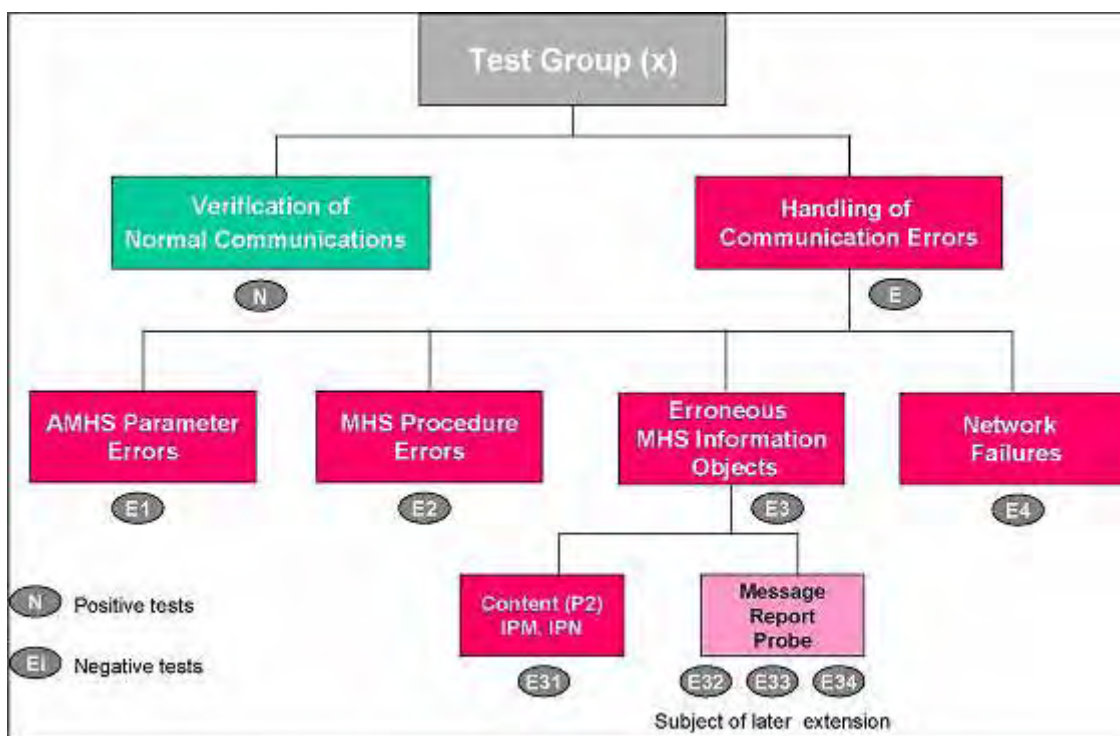 Test Group (x)
Verification of
Normal Communications
Handling of
Communication Errors
N
E
AMHS Parameter
Errors
MHS Procedure
Errors
Erroneous
MHS Information
Objects
Network
Failures
E1
E2
E3
E4
Content (P2)
IPM, IPN
Message
Report
Probe
N Positive tests
Ei Negative tests
E31
E32 E33 E34
Subject of later extension